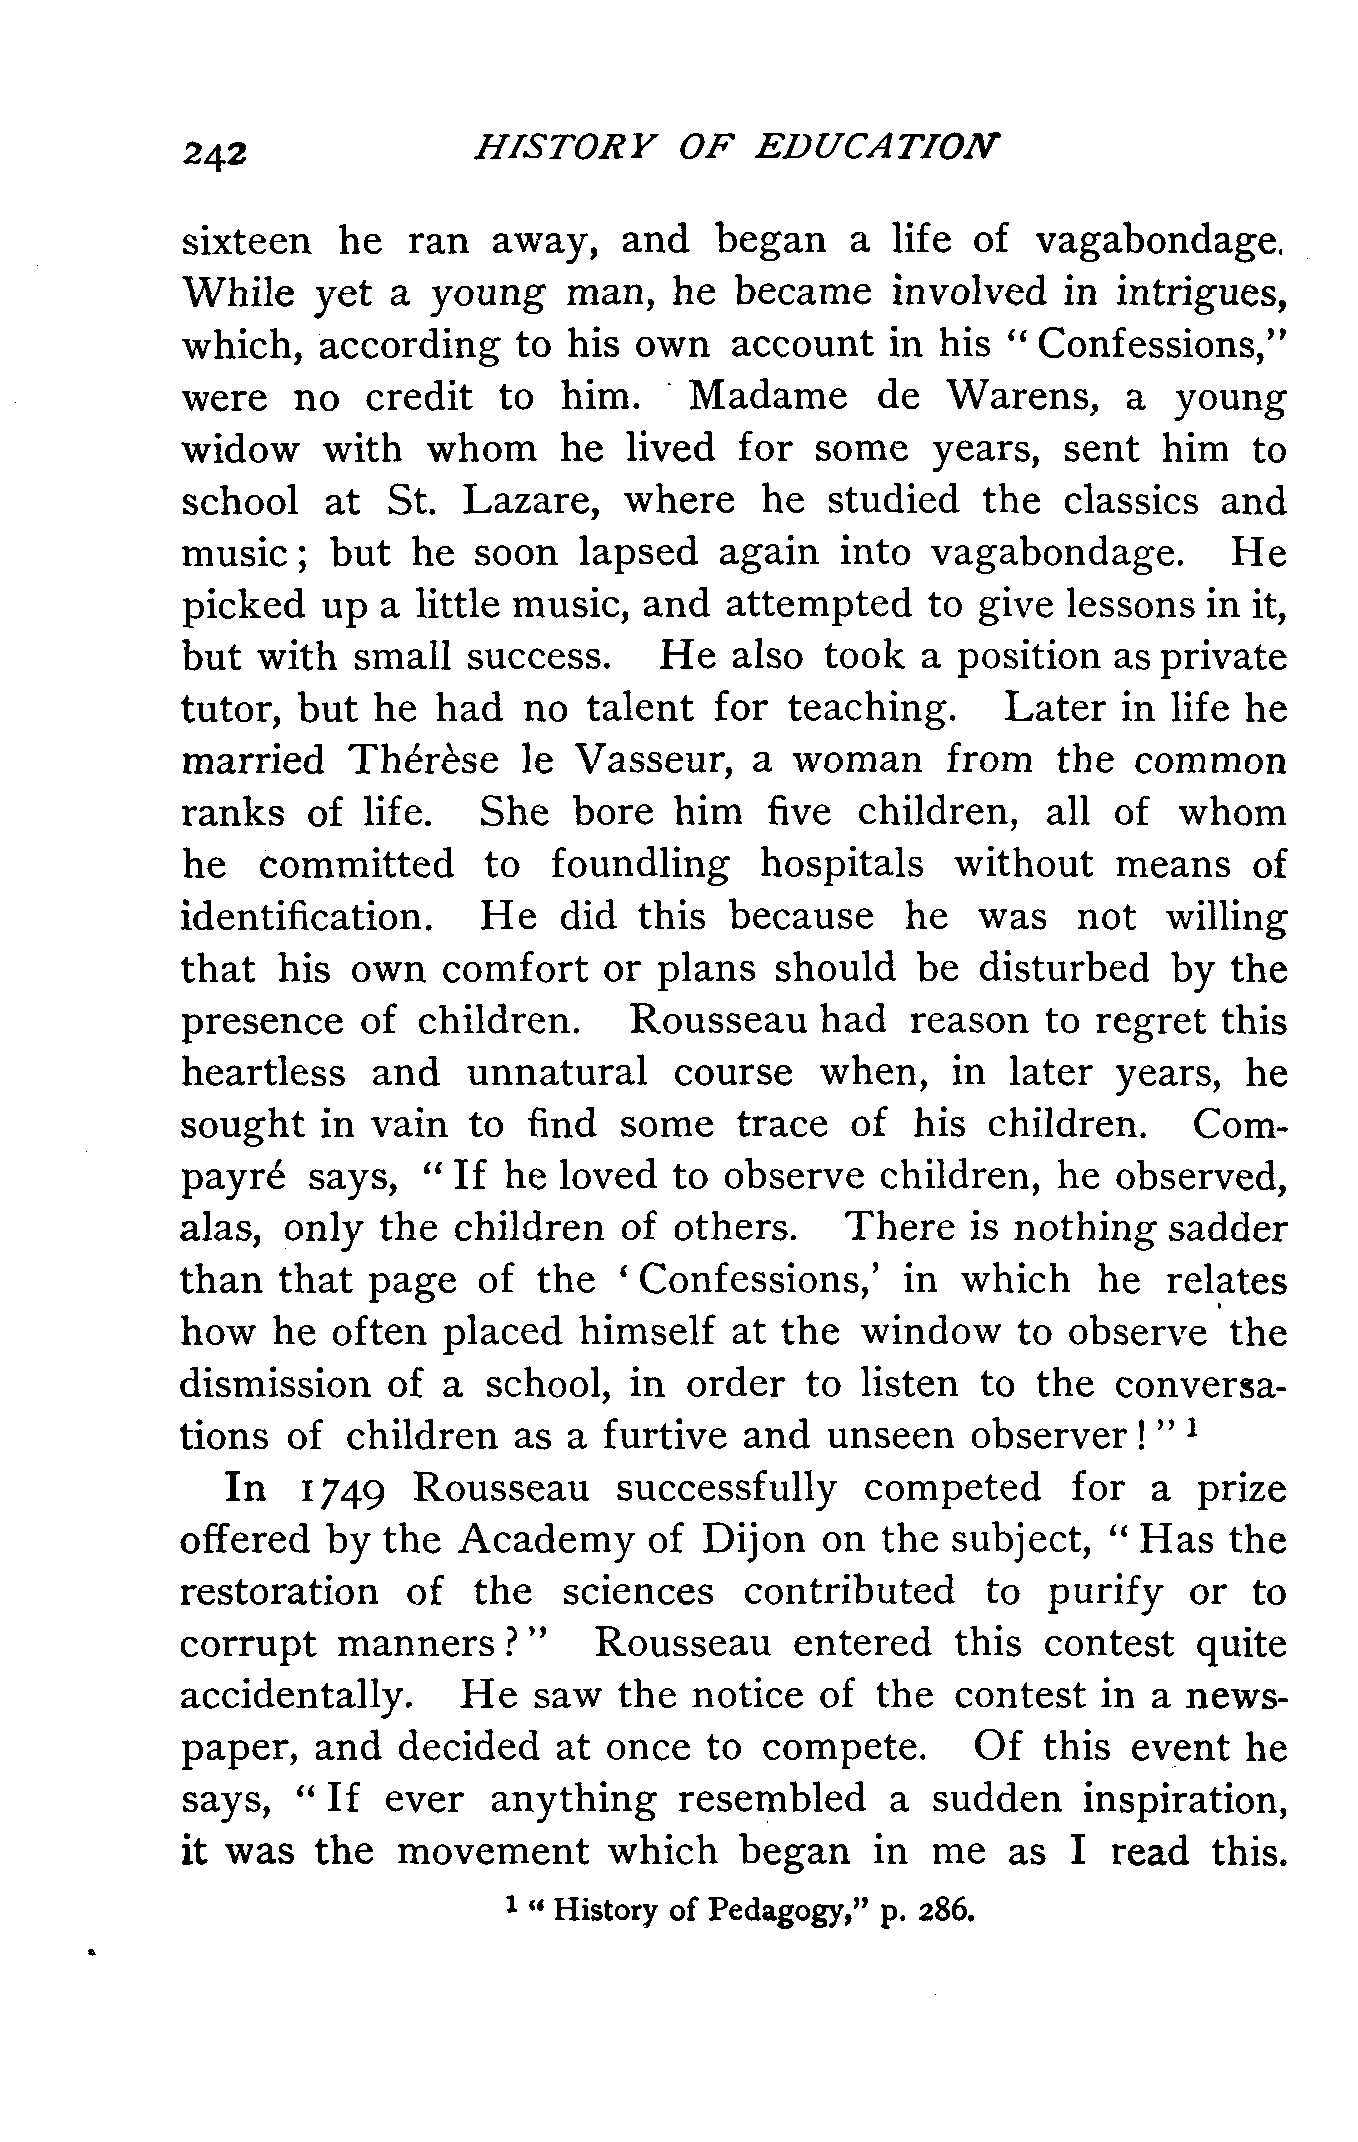 242 HISTORY OF EDUCATION
sixteen he ran away, and began a life of vagabondage.
While yet a young man, he became involved in intrigues,
which, according to his own account in his “ Confessions,”
were no credit to him. Madame de Warens, a young
widow with whom he lived for some years, sent him to
school at St. Lazare, where he studied the classics and
music ; but he soon lapsed again into vagabondage. He
picked up a little music, and attempted to give lessons in it,
but with small success. He also took a position as private
tutor, but he had no talent for teaching. Later in life he
married Thérèse le Vasseur, a woman from the common
ranks of life. She bore him five children, all of whom
he committed to foundling hospitals without means of
identification. He did this because he was not willing
that his own comfort or plans should be disturbed by the
presence of children. Rousseau had reason to regret this
heartless and unnatural course when, in later years, he
sought in vain to find some trace of his children. Com-
payré says, “ If he loved to observe children, he observed,
alas, only the children of others. There is nothing sadder
than that page of the ‘ Confessions,’ in which he relates
how he often placed himself at the window to observe the
dismission of a school, in order to listen to the conversa-
tions of children as a furtive and unseen observer ! ” 1
In 1749 Rousseau successfully competed for a prize
offered by the Academy of Dijon on the subject, “ Has the
restoration of the sciences contributed to purify or to
corrupt manners ? ” Rousseau entered this contest quite
accidentally. He saw the notice of the contest in a news-
paper, and decided at once to compete. Of this event he
says, “ If ever anything resembled a sudden inspiration,
it was the movement which began in me as I read this.
1 “ History of Pedagogy,” p. 286.